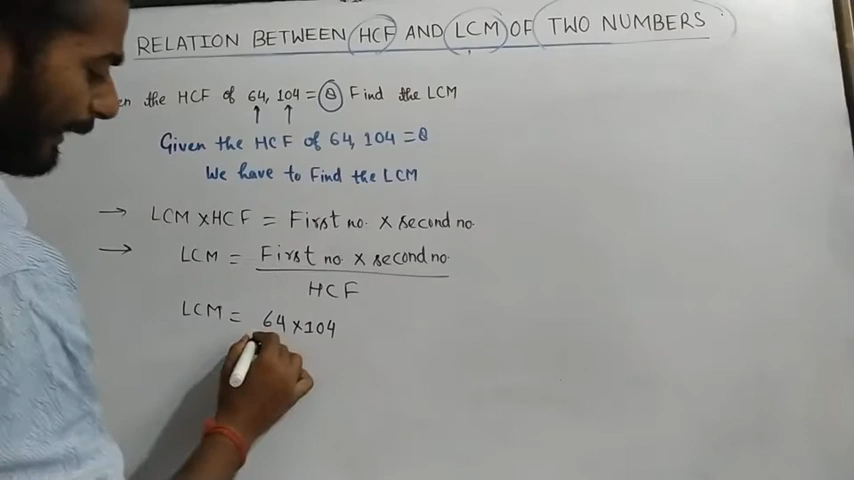 RELATION BETWEEN HCF AND LCM OF TWO NUMBERS
en the HCF of 64, 104 = 8 Find the LCM
Given the HCF of 64, 104 = 8
We have to Find the LCM
→ LCM × HCF = First no. × second no.
→ LCM = First no × second no.
HCF
LCM = 64 × 104